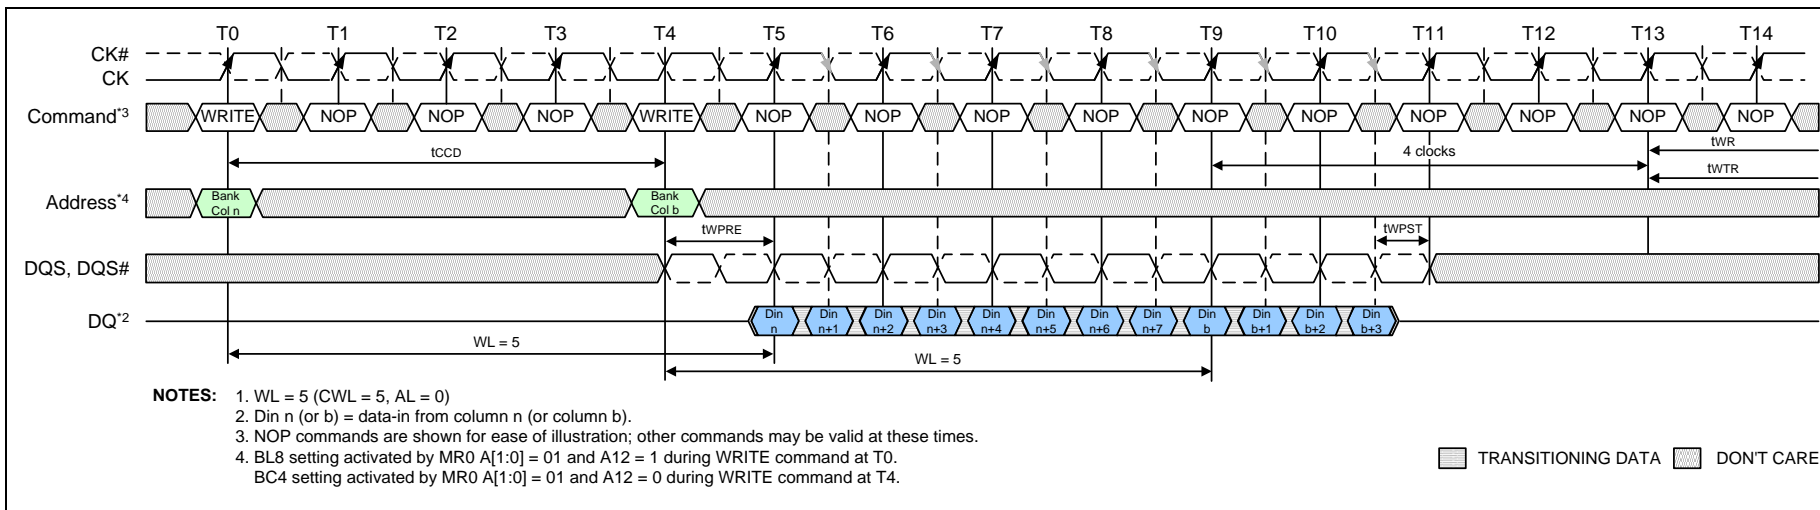 T0 T1 T2 T3 T4 T5 T6 T7 T8 T9 T10 T11 T12 T13 T14
CK#
CK
Command*3 WRITE NOP NOP NOP WRITE NOP NOP NOP NOP NOP NOP NOP NOP NOP NOP
tCCD 4 clocks tWR
tWTR
Address*4 Bank Col n Bank Col b
tWPRE tWPST
DQS, DQS#
DQ*2 Din n Din n+1 Din n+2 Din n+3 Din n+4 Din n+5 Din n+6 Din n+7 Din b Din b+1 Din b+2 Din b+3
WL = 5
WL = 5
NOTES: 1. WL = 5 (CWL = 5, AL = 0)
2. Din n (or b) = data-in from column n (or column b).
3. NOP commands are shown for ease of illustration; other commands may be valid at these times.
4. BL8 setting activated by MR0 A[1:0] = 01 and A12 = 1 during WRITE command at T0.
BC4 setting activated by MR0 A[1:0] = 01 and A12 = 0 during WRITE command at T4.
TRANSITIONING DATA DON'T CARE